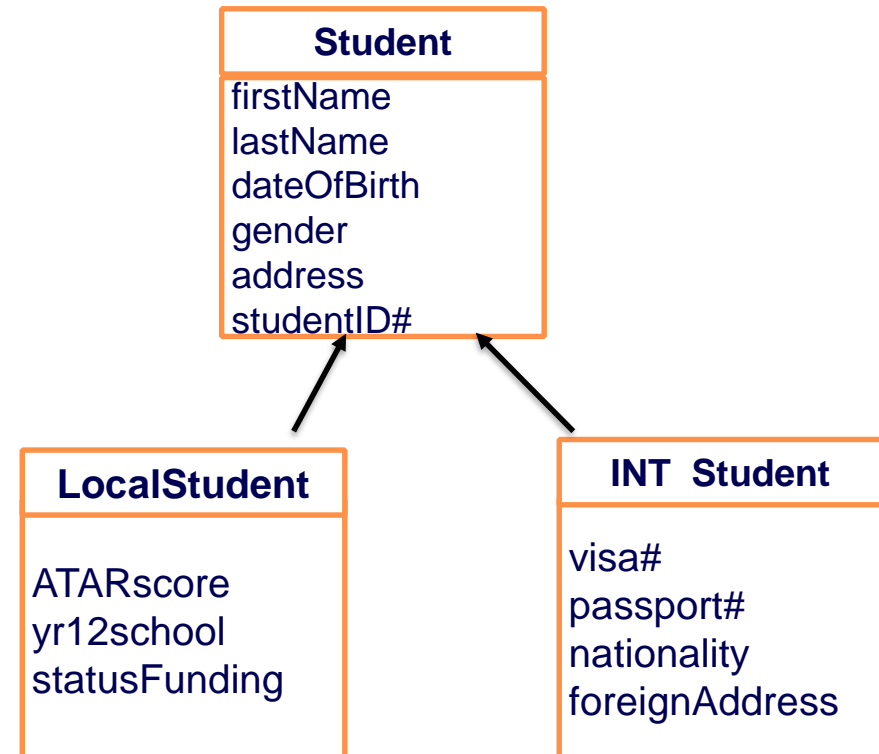 Student
firstName
lastName
dateOfBirth
gender
address
studentID#
LocalStudent
ATARscore
yr12school
statusFunding
INT Student
visa#
passport#
nationality
foreignAddress